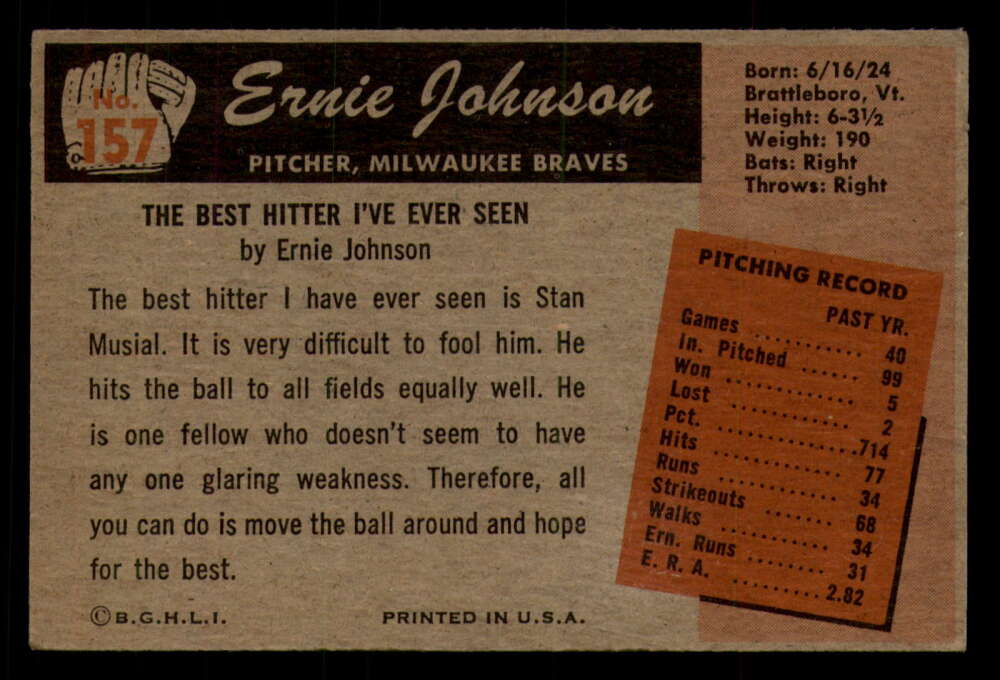 No.
157
Ernie Johnson
PITCHER, MILWAUKEE BRAVES
Born: 6/16/24
Brattleboro, Vt.
Height: 6-3½
Weight: 190
Bats: Right
Throws: Right
THE BEST HITTER I'VE EVER SEEN
by Ernie Johnson
The best hitter I have ever seen is Stan
Musial. It is very difficult to fool him. He
hits the ball to all fields equally well. He
is one fellow who doesn't seem to have
any one glaring weakness. Therefore, all
you can do is move the ball around and hope
for the best.
PITCHING RECORD
PAST YR.
Games ........... 40
In. Pitched ...... 99
Won ............. 5
Lost ............ 2
Pct. .............714
Hits ............ 77
Runs ........... 34
Strikeouts ....... 68
Walks .......... 34
Ern. Runs ....... 31
E. R. A. .........2.82
©B.G.H.L.I.
PRINTED IN U.S.A.